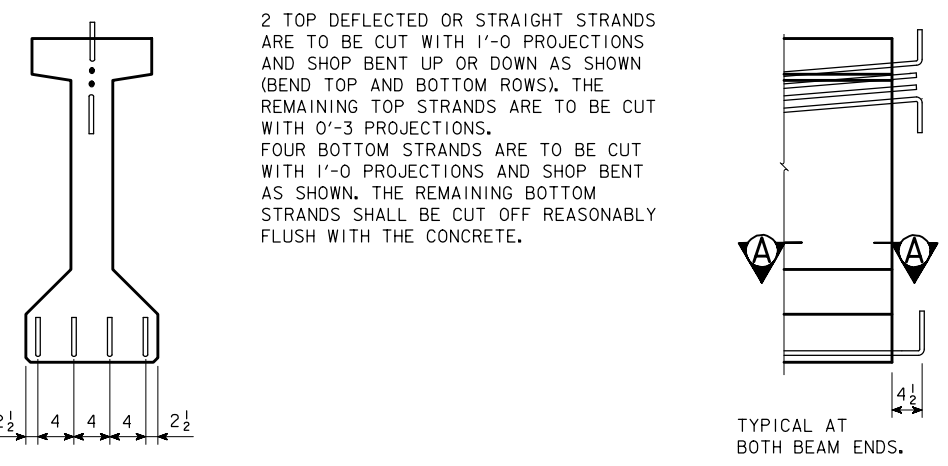 2 TOP DEFLECTED OR STRAIGHT STRANDS
ARE TO BE CUT WITH 1'-0 PROJECTIONS
AND SHOP BENT UP OR DOWN AS SHOWN
(BEND TOP AND BOTTOM ROWS). THE
REMAINING TOP STRANDS ARE TO BE CUT
WITH 0'-3 PROJECTIONS.
FOUR BOTTOM STRANDS ARE TO BE CUT
WITH 1'-0 PROJECTIONS AND SHOP BENT
AS SHOWN. THE REMAINING BOTTOM
STRANDS SHALL BE CUT OFF REASONABLY
FLUSH WITH THE CONCRETE.
A A
2½ 4 4 4 2½
4½
TYPICAL AT
BOTH BEAM ENDS.